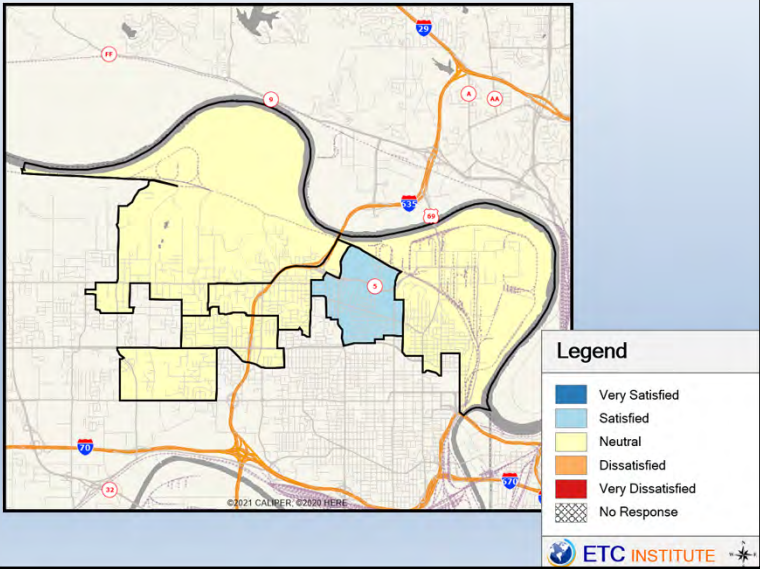 29
FF
9
A
AA
635
69
5
Legend
Very Satisfied
Satisfied
Neutral
Dissatisfied
Very Dissatisfied
No Response
70
32
670
©2021 CALIPER; ©2020 HERE
N
W
ETC INSTITUTE